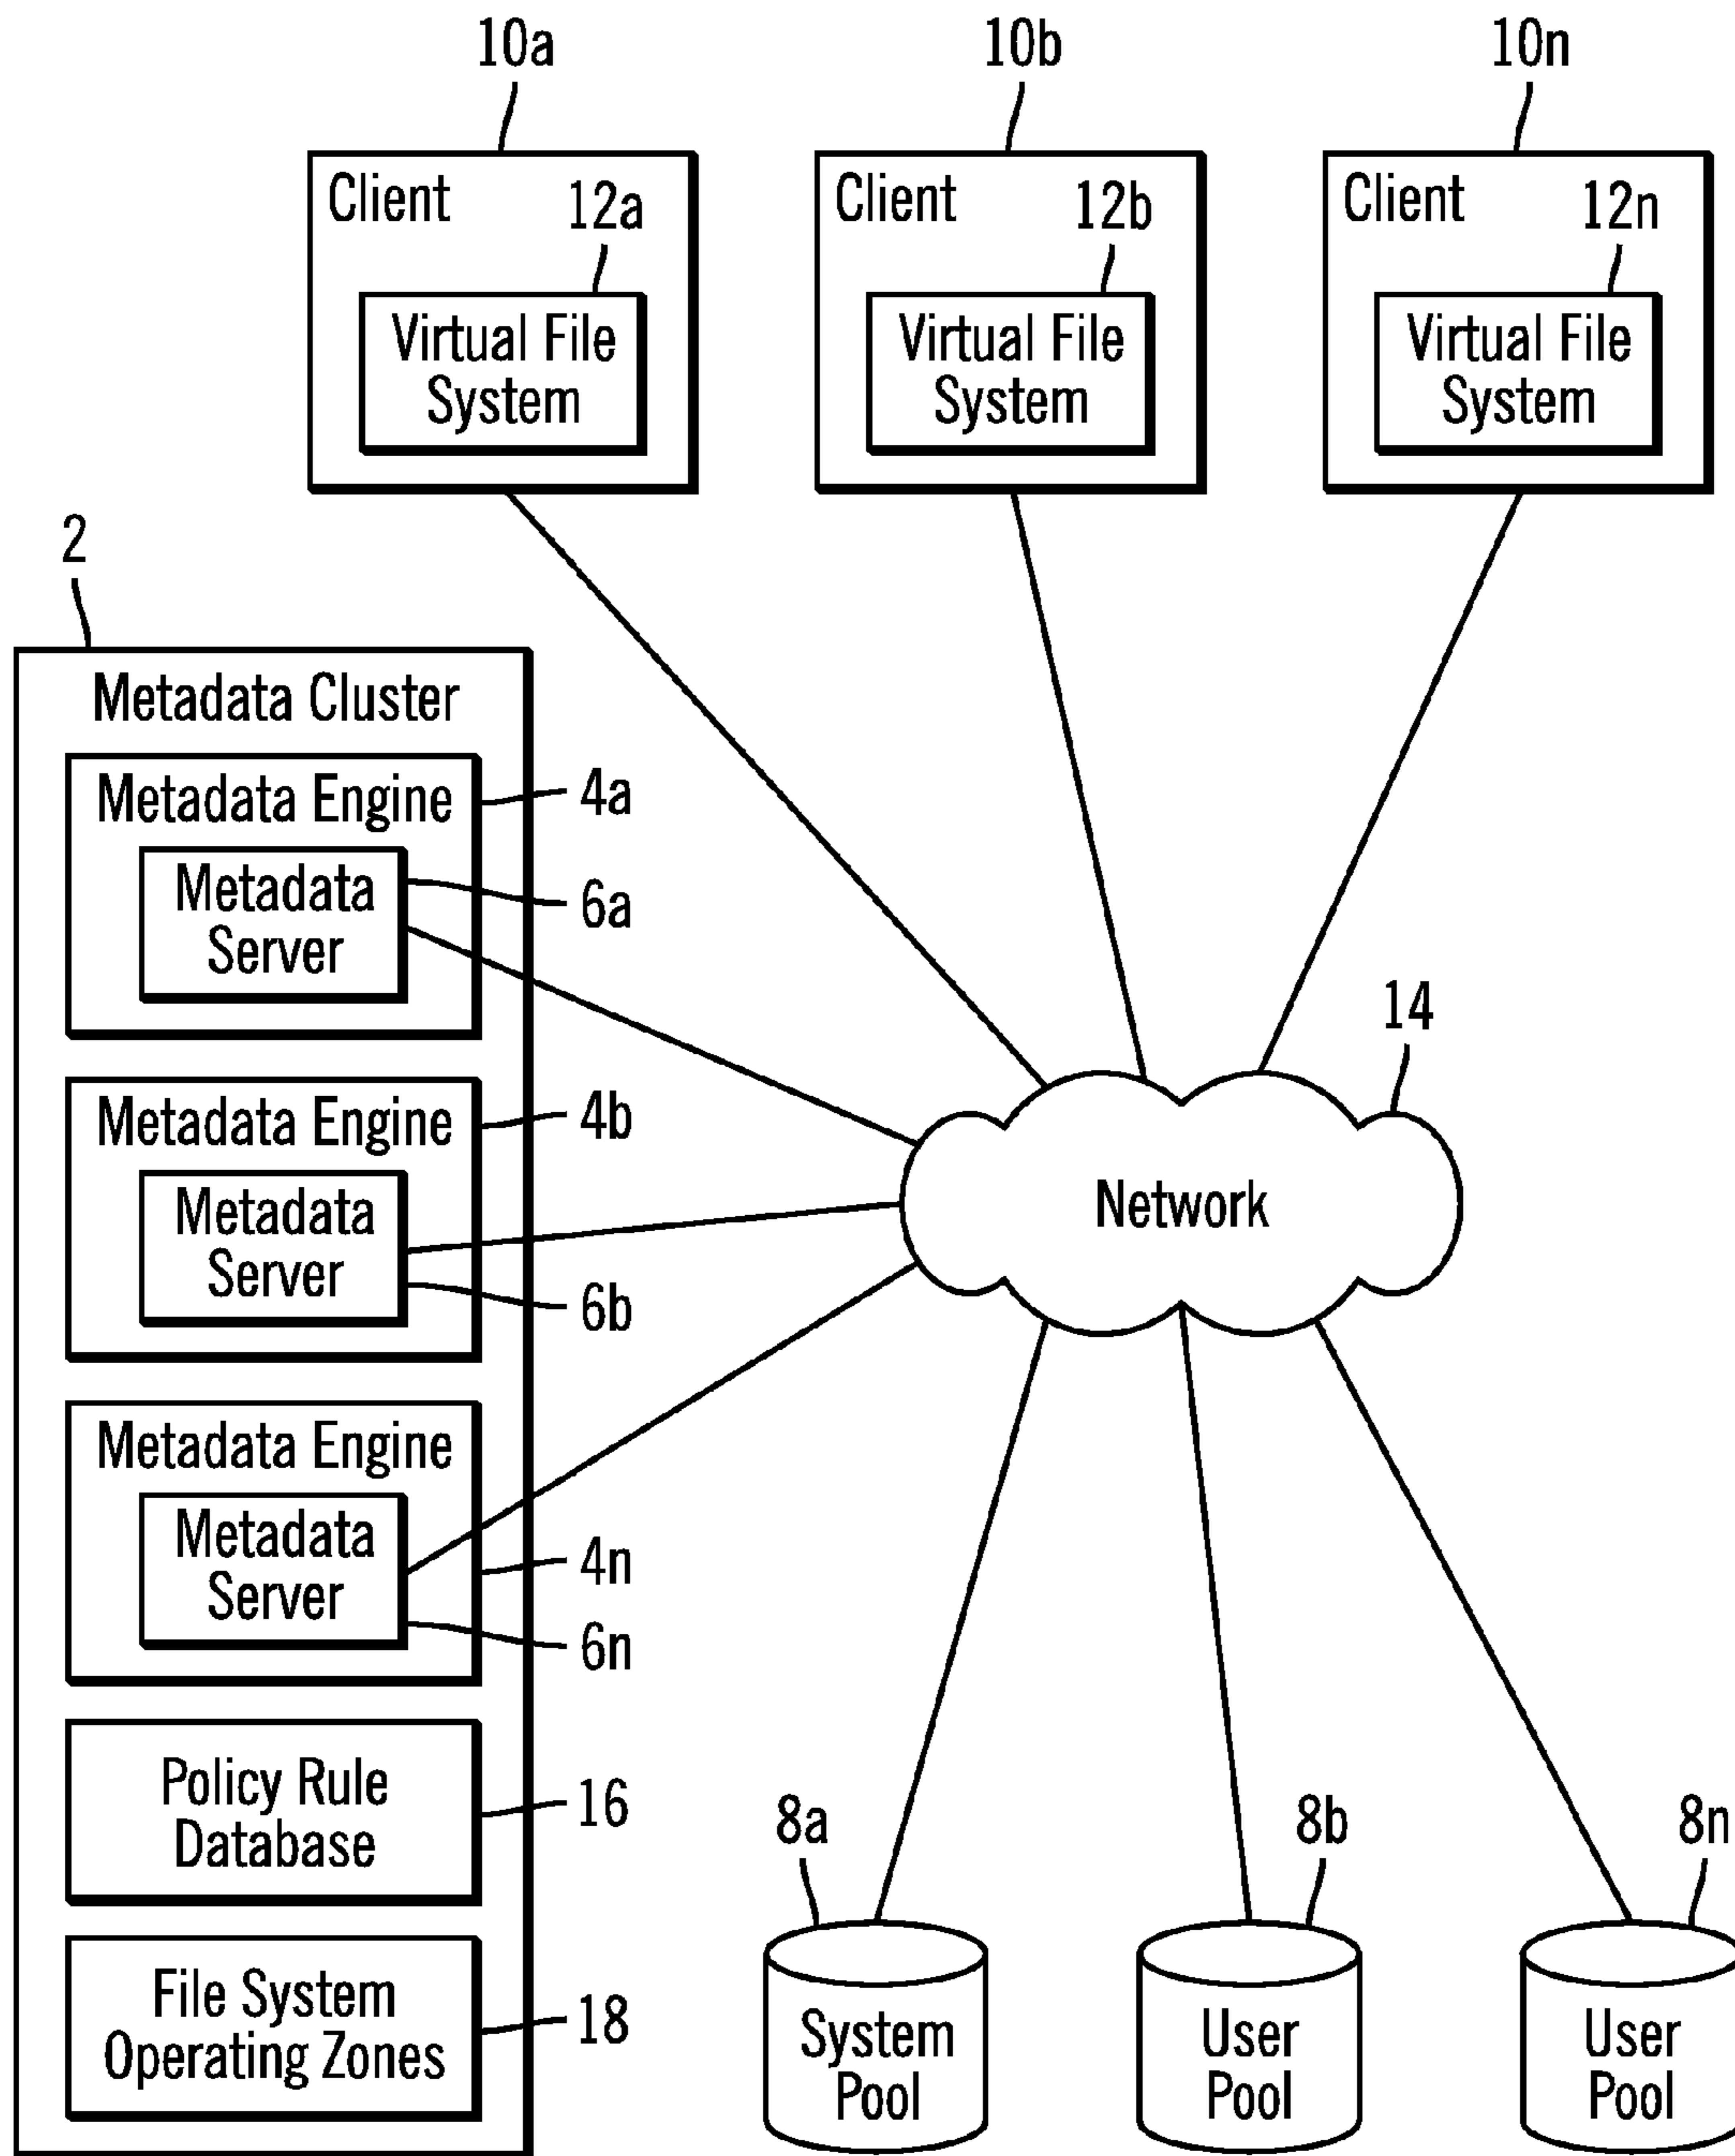 10a
10b
10n
Client
12a
Virtual File
System
Client
12b
Virtual File
System
Client
12n
Virtual File
System
2
Metadata Cluster
Metadata Engine
4a
Metadata
Server
6a
Metadata Engine
4b
Metadata
Server
6b
Metadata Engine
Metadata
Server
4n
6n
Policy Rule
Database
16
File System
Operating Zones
18
14
Network
8a
System
Pool
8b
User
Pool
8n
User
Pool